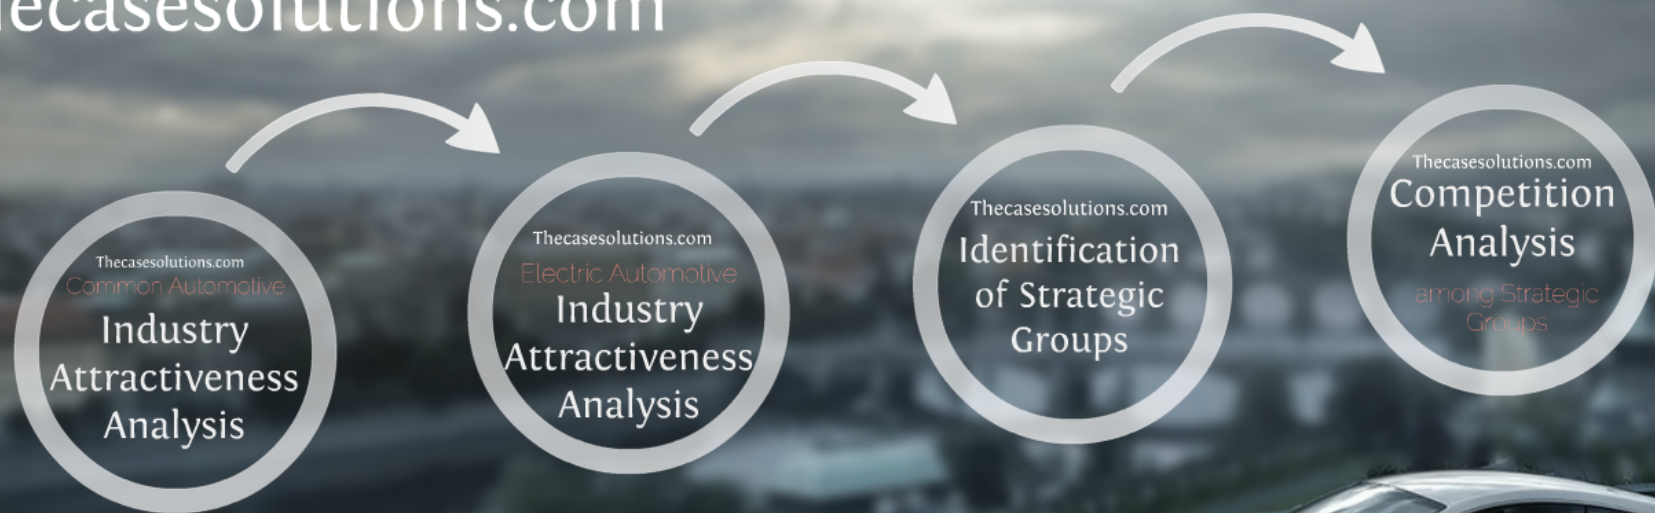 ecasesolutions.com
Thecasesolutions.com
Common Automotive
Industry
Attractiveness
Analysis
Thecasesolutions.com
Electric Automotive
Industry
Attractiveness
Analysis
Thecasesolutions.com
Identification
of Strategic
Groups
Thecasesolutions.com
Competition
Analysis
among Strategic
Groups